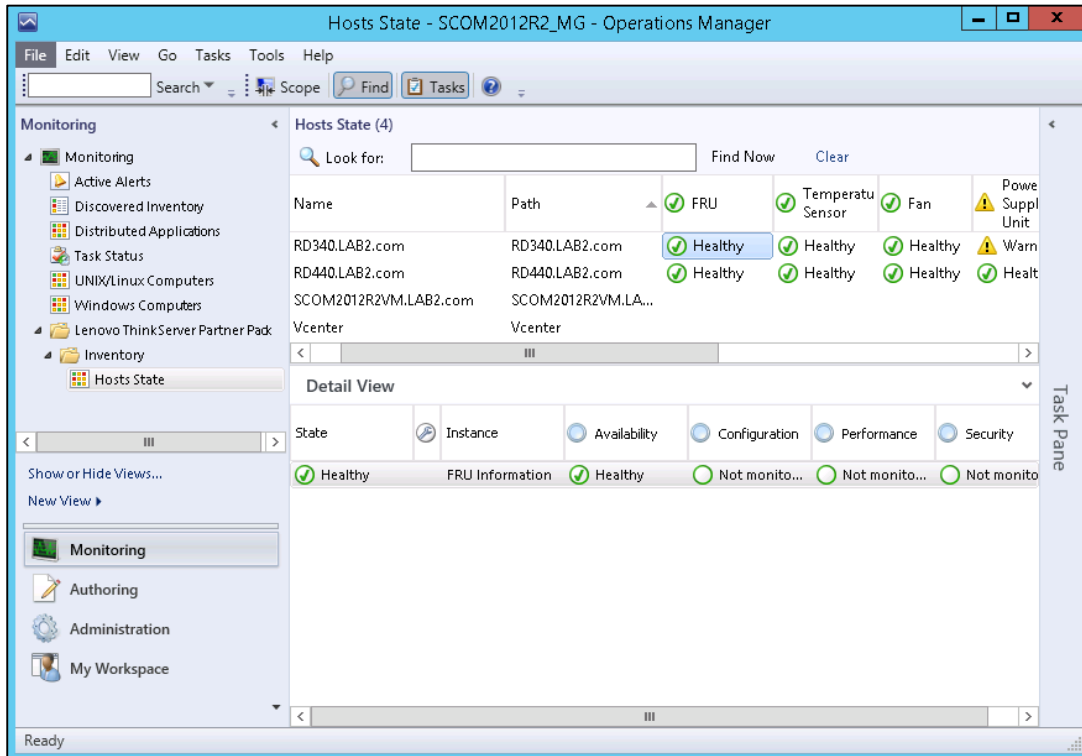 Hosts State - SCOM2012R2_MG - Operations Manager
File Edit View Go Tasks Tools Help
Search Scope Find Tasks
Monitoring
Monitoring
Active Alerts
Discovered Inventory
Distributed Applications
Task Status
UNIX/Linux Computers
Windows Computers
Lenovo ThinkServer Partner Pack
Inventory
Hosts State
Show or Hide Views...
New View
Monitoring
Authoring
Administration
My Workspace
Hosts State (4)
Look for: Find Now Clear
Name Path FRU Temperatu Sensor Fan Powe Suppl Unit
RD340.LAB2.com RD340.LAB2.com Healthy Healthy Healthy Warn
RD440.LAB2.com RD440.LAB2.com Healthy Healthy Healthy Healt
SCOM2012R2VM.LAB2.com SCOM2012R2VM.LA...
Vcenter Vcenter
Detail View
State Instance Availability Configuration Performance Security
Healthy FRU Information Healthy Not monito... Not monito... Not monito
Task Pane
Ready